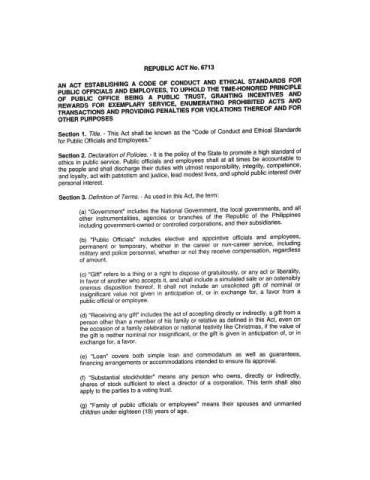 REPUBLIC ACT No. 6713
AN ACT ESTABLISHING A CODE OF CONDUCT AND ETHICAL STANDARDS FOR
PUBLIC OFFICIALS AND EMPLOYEES, TO UPHOLD THE TIME-HONORED PRINCIPLE
OF PUBLIC OFFICE BEING A PUBLIC TRUST, GRANTING INCENTIVES AND
REWARDS FOR EXEMPLARY SERVICE, ENUMERATING PROHIBITED ACTS AND
TRANSACTIONS AND PROVIDING PENALTIES FOR VIOLATIONS THEREOF AND FOR
OTHER PURPOSES
Section 1. Title. - This Act shall be known as the "Code of Conduct and Ethical Standards
for Public Officials and Employees."
Section 2. Declaration of Policies. - It is the policy of the State to promote a high standard of
ethics in public service. Public officials and employees shall at all times be accountable to
the people and shall discharge their duties with utmost responsibility, integrity, competence,
and loyalty, act with patriotism and justice, lead modest lives, and uphold public interest over
personal interest.
Section 3. Definition of Terms. - As used in this Act, the term:
(a) "Government" includes the National Government, the local governments, and all
other instrumentalities, agencies or branches of the Republic of the Philippines
including government-owned or controlled corporations, and their subsidiaries.
(b) "Public Officials" includes elective and appointive officials and employees,
permanent or temporary, whether in the career or non-career service, including
military and police personnel, whether or not they receive compensation, regardless
of amount.
(c) "Gift" refers to a thing or a right to dispose of gratuitously, or any act or liberality,
in favor of another who accepts it, and shall include a simulated sale or an ostensibly
onerous disposition thereof. It shall not include an unsolicited gift of nominal or
insignificant value not given in anticipation of, or in exchange for, a favor from a
public official or employee.
(d) "Receiving any gift" includes the act of accepting directly or indirectly, a gift from a
person other than a member of his family or relative as defined in this Act, even on
the occasion of a family celebration or national festivity like Christmas, if the value of
the gift is neither nominal nor insignificant, or the gift is given in anticipation of, or in
exchange for, a favor.
(e) "Loan" covers both simple loan and commodatum as well as guarantees,
financing arrangements or accommodations intended to ensure its approval.
(f) "Substantial stockholder" means any person who owns, directly or indirectly,
shares of stock sufficient to elect a director of a corporation. This term shall also
apply to the parties to a voting trust.
(g) "Family of public officials or employees" means their spouses and unmarried
children under eighteen (18) years of age.